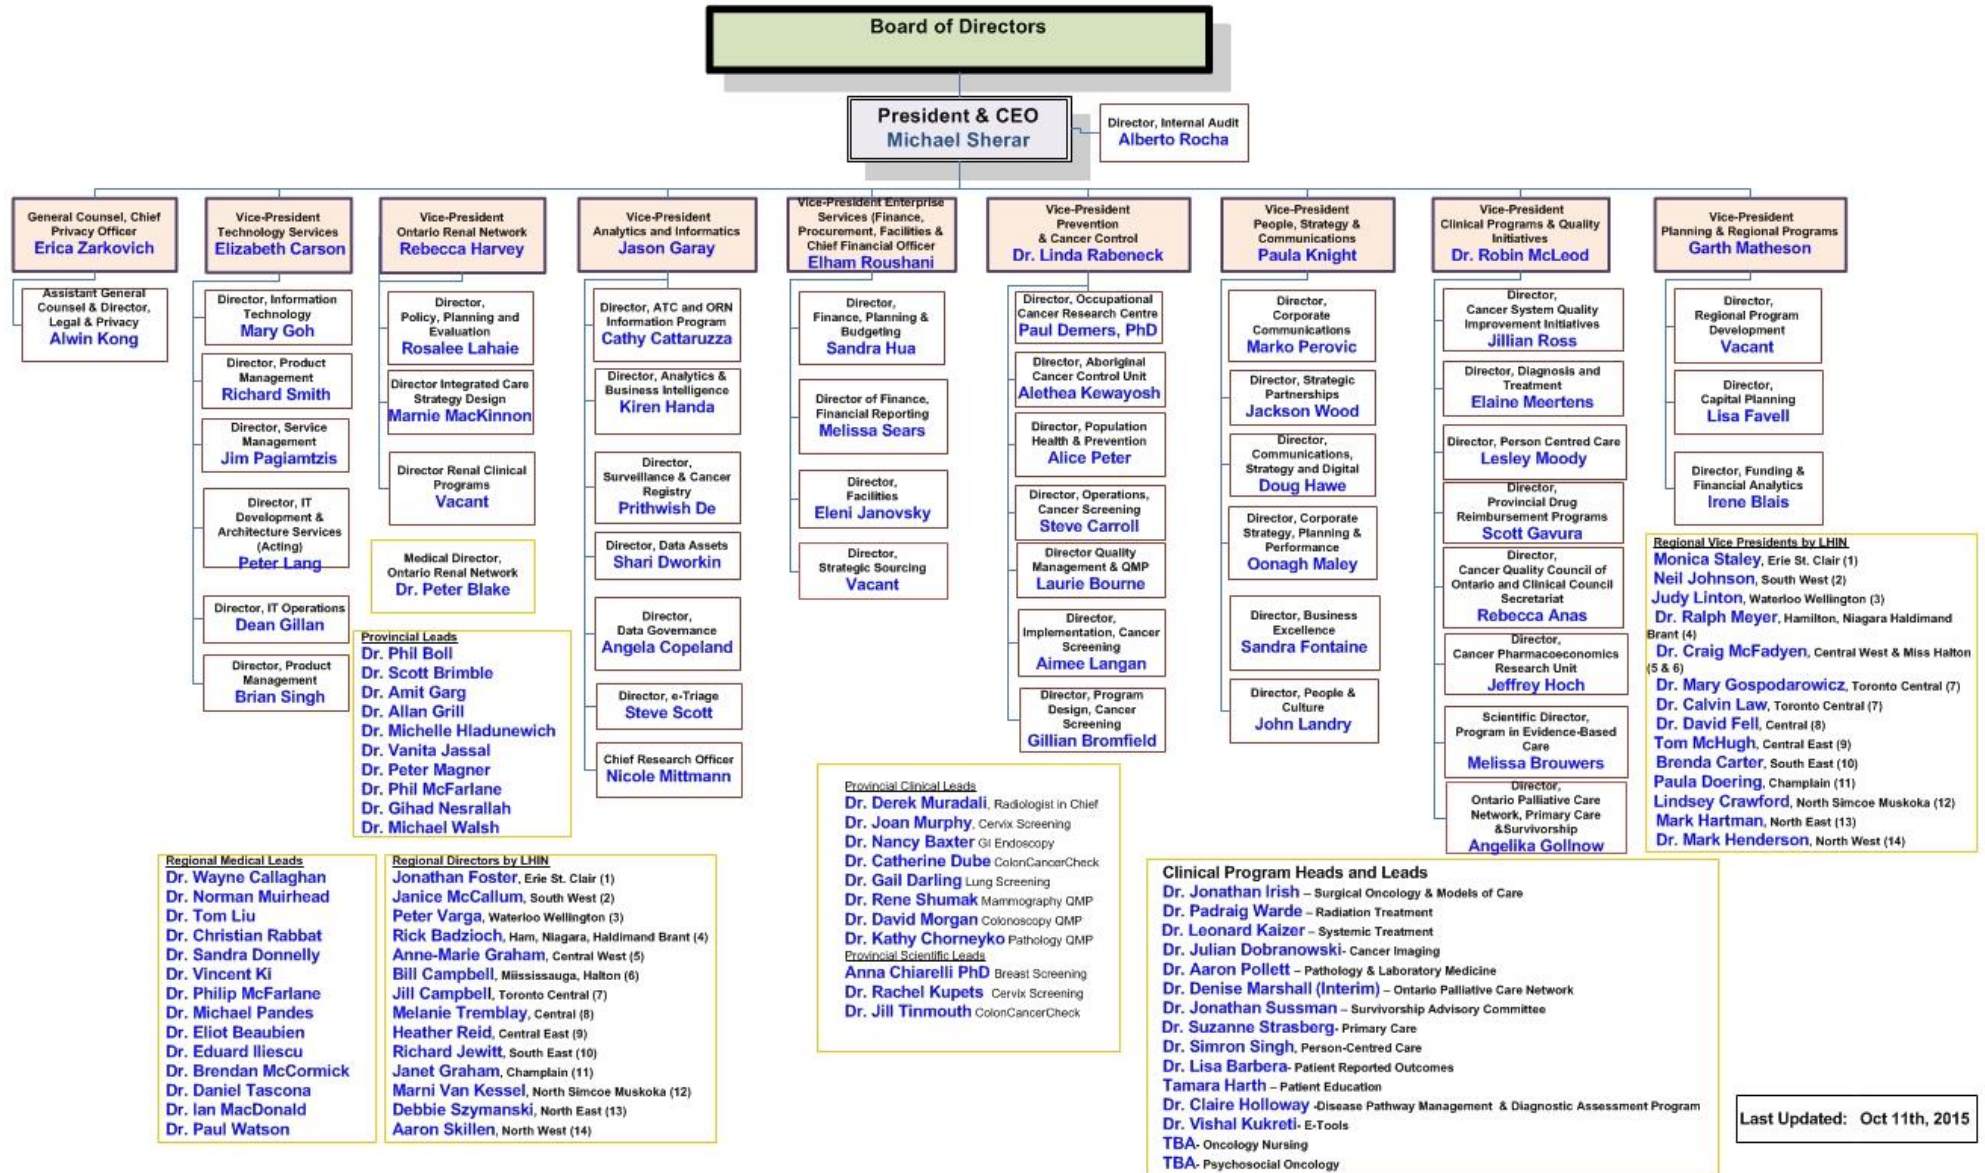 Board of Directors
President & CEO
Michael Sherar
Director, Internal Audit
Alberto Rocha
General Counsel, Chief
Privacy Officer
Erica Zarkovich
Assistant General
Counsel & Director,
Legal & Privacy
Alwin Kong
Vice-President
Technology Services
Elizabeth Carson
Director, Information
Technology
Mary Goh
Director, Product
Management
Richard Smith
Director, Service
Management
Jim Pagiamtzis
Director, IT
Development &
Architecture Services
(Acting)
Peter Lang
Director, IT Operations
Dean Gillan
Director, Product
Management
Brian Singh
Vice-President
Ontario Renal Network
Rebecca Harvey
Director,
Policy, Planning and
Evaluation
Rosalee Lahaie
Director Integrated Care
Strategy Design
Marnie MacKinnon
Director Renal Clinical
Programs
Vacant
Medical Director,
Ontario Renal Network
Dr. Peter Blake
Provincial Leads
Dr. Phil Boll
Dr. Scott Brimble
Dr. Amit Garg
Dr. Allan Grill
Dr. Michelle Hladunewich
Dr. Vanita Jassal
Dr. Peter Magner
Dr. Phil McFarlane
Dr. Gihad Nesrallah
Dr. Michael Walsh
Regional Medical Leads
Dr. Wayne Callaghan
Dr. Norman Muirhead
Dr. Tom Liu
Dr. Christian Rabbat
Dr. Sandra Donnelly
Dr. Vincent Ki
Dr. Philip McFarlane
Dr. Michael Pandes
Dr. Eliot Beaubien
Dr. Eduard Iliescu
Dr. Brendan McCormick
Dr. Daniel Tascona
Dr. Ian MacDonald
Dr. Paul Watson
Regional Directors by LHIN
Jonathan Foster, Erie St. Clair (1)
Janice McCallum, South West (2)
Peter Varga, Waterloo Wellington (3)
Rick Badzioch, Ham, Niagara, Haldimand Brant (4)
Anne-Marie Graham, Central West (5)
Bill Campbell, Miississauga, Halton (6)
Jill Campbell, Toronto Central (7)
Melanie Tremblay, Central (8)
Heather Reid, Central East (9)
Richard Jewitt, South East (10)
Janet Graham, Champlain (11)
Marni Van Kessel, North Simcoe Muskoka (12)
Debbie Szymanski, North East (13)
Aaron Skillen, North West (14)
Vice-President
Analytics and Informatics
Jason Garay
Director, ATC and ORN
Information Program
Cathy Cattaruzza
Director, Analytics &
Business Intelligence
Kiren Handa
Director,
Surveillance & Cancer
Registry
Prithwish De
Director, Data Assets
Shari Dworkin
Director,
Data Governance
Angela Copeland
Director, e-Triage
Steve Scott
Chief Research Officer
Nicole Mittmann
Vice-President Enterprise
Services (Finance,
Procurement, Facilities &
Chief Financial Officer
Elham Roushani
Director,
Finance, Planning &
Budgeting
Sandra Hua
Director of Finance,
Financial Reporting
Melissa Sears
Director,
Facilities
Eleni Janovsky
Director,
Strategic Sourcing
Vacant
Vice-President
Prevention
& Cancer Control
Dr. Linda Rabeneck
Director, Occupational
Cancer Research Centre
Paul Demers, PhD
Director, Aboriginal
Cancer Control Unit
Alethea Kewayosh
Director, Population
Health & Prevention
Alice Peter
Director, Operations,
Cancer Screening
Steve Carroll
Director Quality
Management & QMP
Laurie Bourne
Director,
Implementation, Cancer
Screening
Aimee Langan
Director, Program
Design, Cancer
Screening
Gillian Bromfield
Provincial Clinical Leads
Dr. Derek Muradali, Radiologist in Chief
Dr. Joan Murphy, Cervix Screening
Dr. Nancy Baxter GI Endoscopy
Dr. Catherine Dube ColonCancerCheck
Dr. Gail Darling Lung Screening
Dr. Rene Shumak Mammography QMP
Dr. David Morgan Colonoscopy QMP
Dr. Kathy Chorneyko Pathology QMP
Provincial Scientific Leads
Anna Chiarelli PhD Breast Screening
Dr. Rachel Kupets Cervix Screening
Dr. Jill Tinmouth ColonCancerCheck
Vice-President
People, Strategy &
Communications
Paula Knight
Director,
Corporate
Communications
Marko Perovic
Director, Strategic
Partnerships
Jackson Wood
Director,
Communications,
Strategy and Digital
Doug Hawe
Director, Corporate
Strategy, Planning &
Performance
Oonagh Maley
Director, Business
Excellence
Sandra Fontaine
Director, People &
Culture
John Landry
Vice-President
Clinical Programs & Quality
Initiatives
Dr. Robin McLeod
Director,
Cancer System Quality
Improvement Initiatives
Jillian Ross
Director, Diagnosis and
Treatment
Elaine Meertens
Director, Person Centred Care
Lesley Moody
Director,
Provincial Drug
Reimbursement Programs
Scott Gavura
Director,
Cancer Quality Council of
Ontario and Clinical Council
Secretariat
Rebecca Anas
Director,
Cancer Pharmacoeconomics
Research Unit
Jeffrey Hoch
Scientific Director,
Program in Evidence-Based
Care
Melissa Brouwers
Director,
Ontario Palliative Care
Network, Primary Care
&Survivorship
Angelika Gollnow
Clinical Program Heads and Leads
Dr. Jonathan Irish – Surgical Oncology & Models of Care
Dr. Padraig Warde – Radiation Treatment
Dr. Leonard Kaizer – Systemic Treatment
Dr. Julian Dobranowski- Cancer Imaging
Dr. Aaron Pollett – Pathology & Laboratory Medicine
Dr. Denise Marshall (Interim) – Ontario Palliative Care Network
Dr. Jonathan Sussman – Survivorship Advisory Committee
Dr. Suzanne Strasberg- Primary Care
Dr. Simron Singh, Person-Centred Care
Dr. Lisa Barbera- Patient Reported Outcomes
Tamara Harth – Patient Education
Dr. Claire Holloway -Disease Pathway Management & Diagnostic Assessment Program
Dr. Vishal Kukreti- E-Tools
TBA- Oncology Nursing
TBA- Psychosocial Oncology
Vice-President
Planning & Regional Programs
Garth Matheson
Director,
Regional Program
Development
Vacant
Director,
Capital Planning
Lisa Favell
Director, Funding &
Financial Analytics
Irene Blais
Regional Vice Presidents by LHIN
Monica Staley, Erie St. Clair (1)
Neil Johnson, South West (2)
Judy Linton, Waterloo Wellington (3)
Dr. Ralph Meyer, Hamilton, Niagara Haldimand
Brant (4)
Dr. Craig McFadyen, Central West & Miss Halton
(5 & 6)
Dr. Mary Gospodarowicz, Toronto Central (7)
Dr. Calvin Law, Toronto Central (7)
Dr. David Fell, Central (8)
Tom McHugh, Central East (9)
Brenda Carter, South East (10)
Paula Doering, Champlain (11)
Lindsey Crawford, North Simcoe Muskoka (12)
Mark Hartman, North East (13)
Dr. Mark Henderson, North West (14)
Last Updated: Oct 11th, 2015